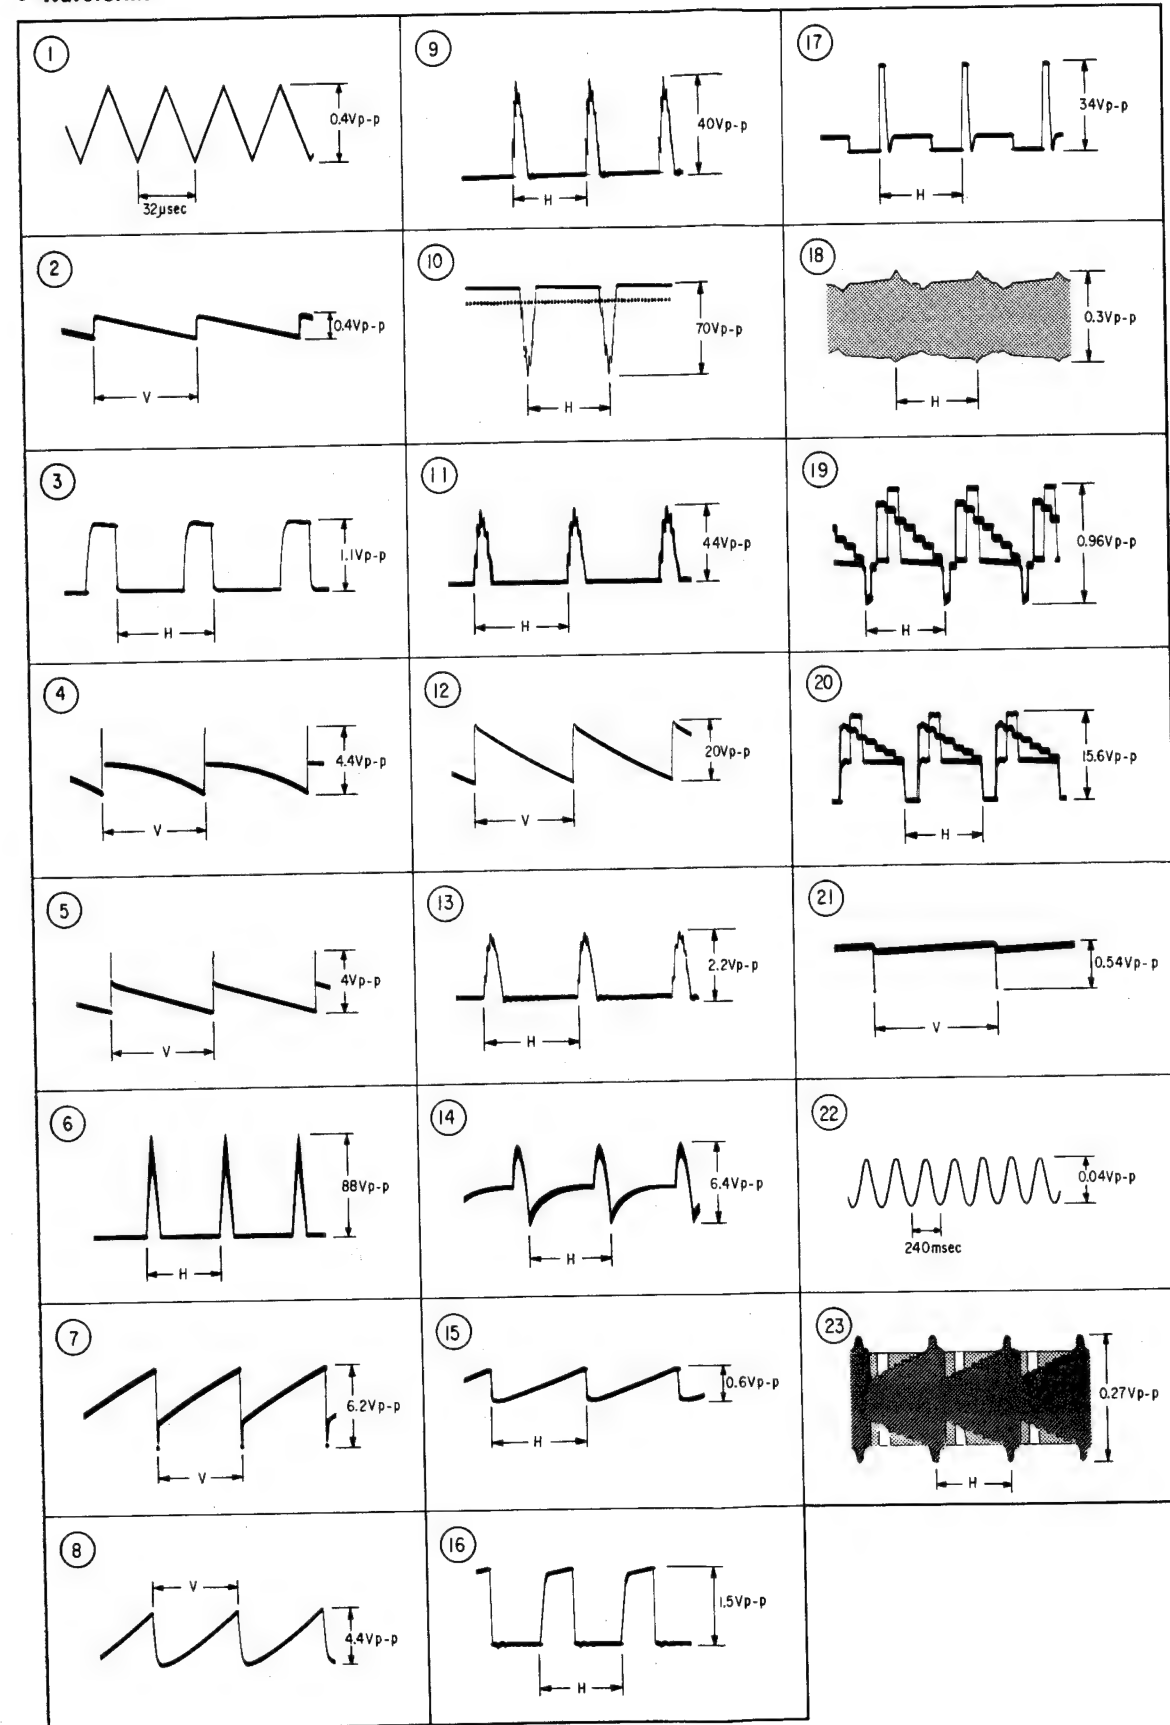 1
0.4Vp-p
32μsec
2
0.4Vp-p
V
3
1.1Vp-p
H
4
4.4Vp-p
V
5
4Vp-p
V
6
88Vp-p
H
7
6.2Vp-p
V
8
V
4.4Vp-p
9
40Vp-p
H
10
70Vp-p
H
11
44Vp-p
H
12
20Vp-p
V
13
2.2Vp-p
H
14
6.4Vp-p
H
15
0.6Vp-p
H
16
1.5Vp-p
H
17
34Vp-p
H
18
0.3Vp-p
H
19
0.96Vp-p
H
20
15.6Vp-p
H
21
0.54Vp-p
V
22
0.04Vp-p
240msec
23
0.27Vp-p
H